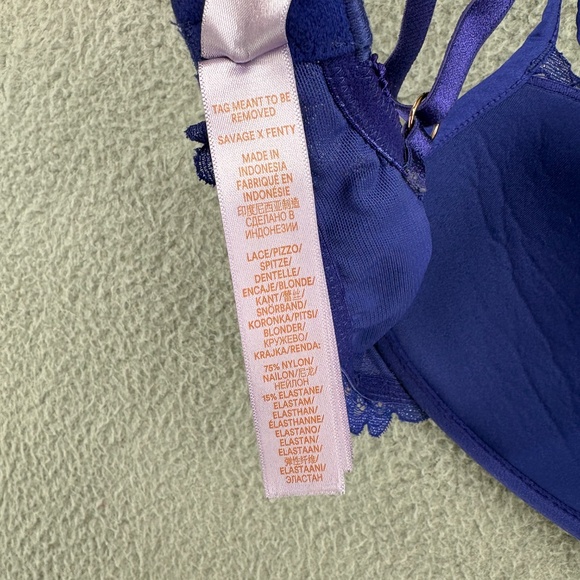 TAG MEANT TO BE
REMOVED
SAVAGE X FENTY
MADE IN
INDONESIA
FABRIQUÉ EN
INDONÉSIE
印度尼西亚制造
СДЕЛАНО В
ИНДОНЕЗИИ
LACE/PIZZO/
SPITZE/
DENTELLE/
ENCAJE/BLONDE/
KANT/蕾丝/
SNÖRBAND/
KORONKA/PITSI/
BLONDER/
КРУЖЕВО/
KRAJKA/RENDA:
75% NYLON/
NAILON/尼龙/
НЕЙЛОН
15% ELASTANE/
ELASTAM/
ELASTHAN/
ÉLASTHANNE/
ELASTANO/
ELASTAN/
ELASTAAN/
弹性纤维/
ELASTAANI/
ЭЛАСТАН